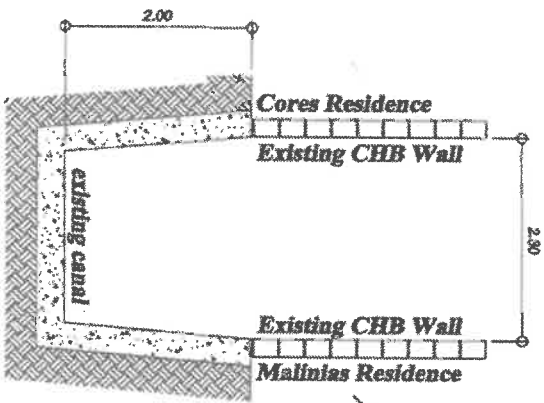 2.00
Cores Residence
Existing CHB Wall
existing canal
2.30
Existing CHB Wall
Malinias Residence